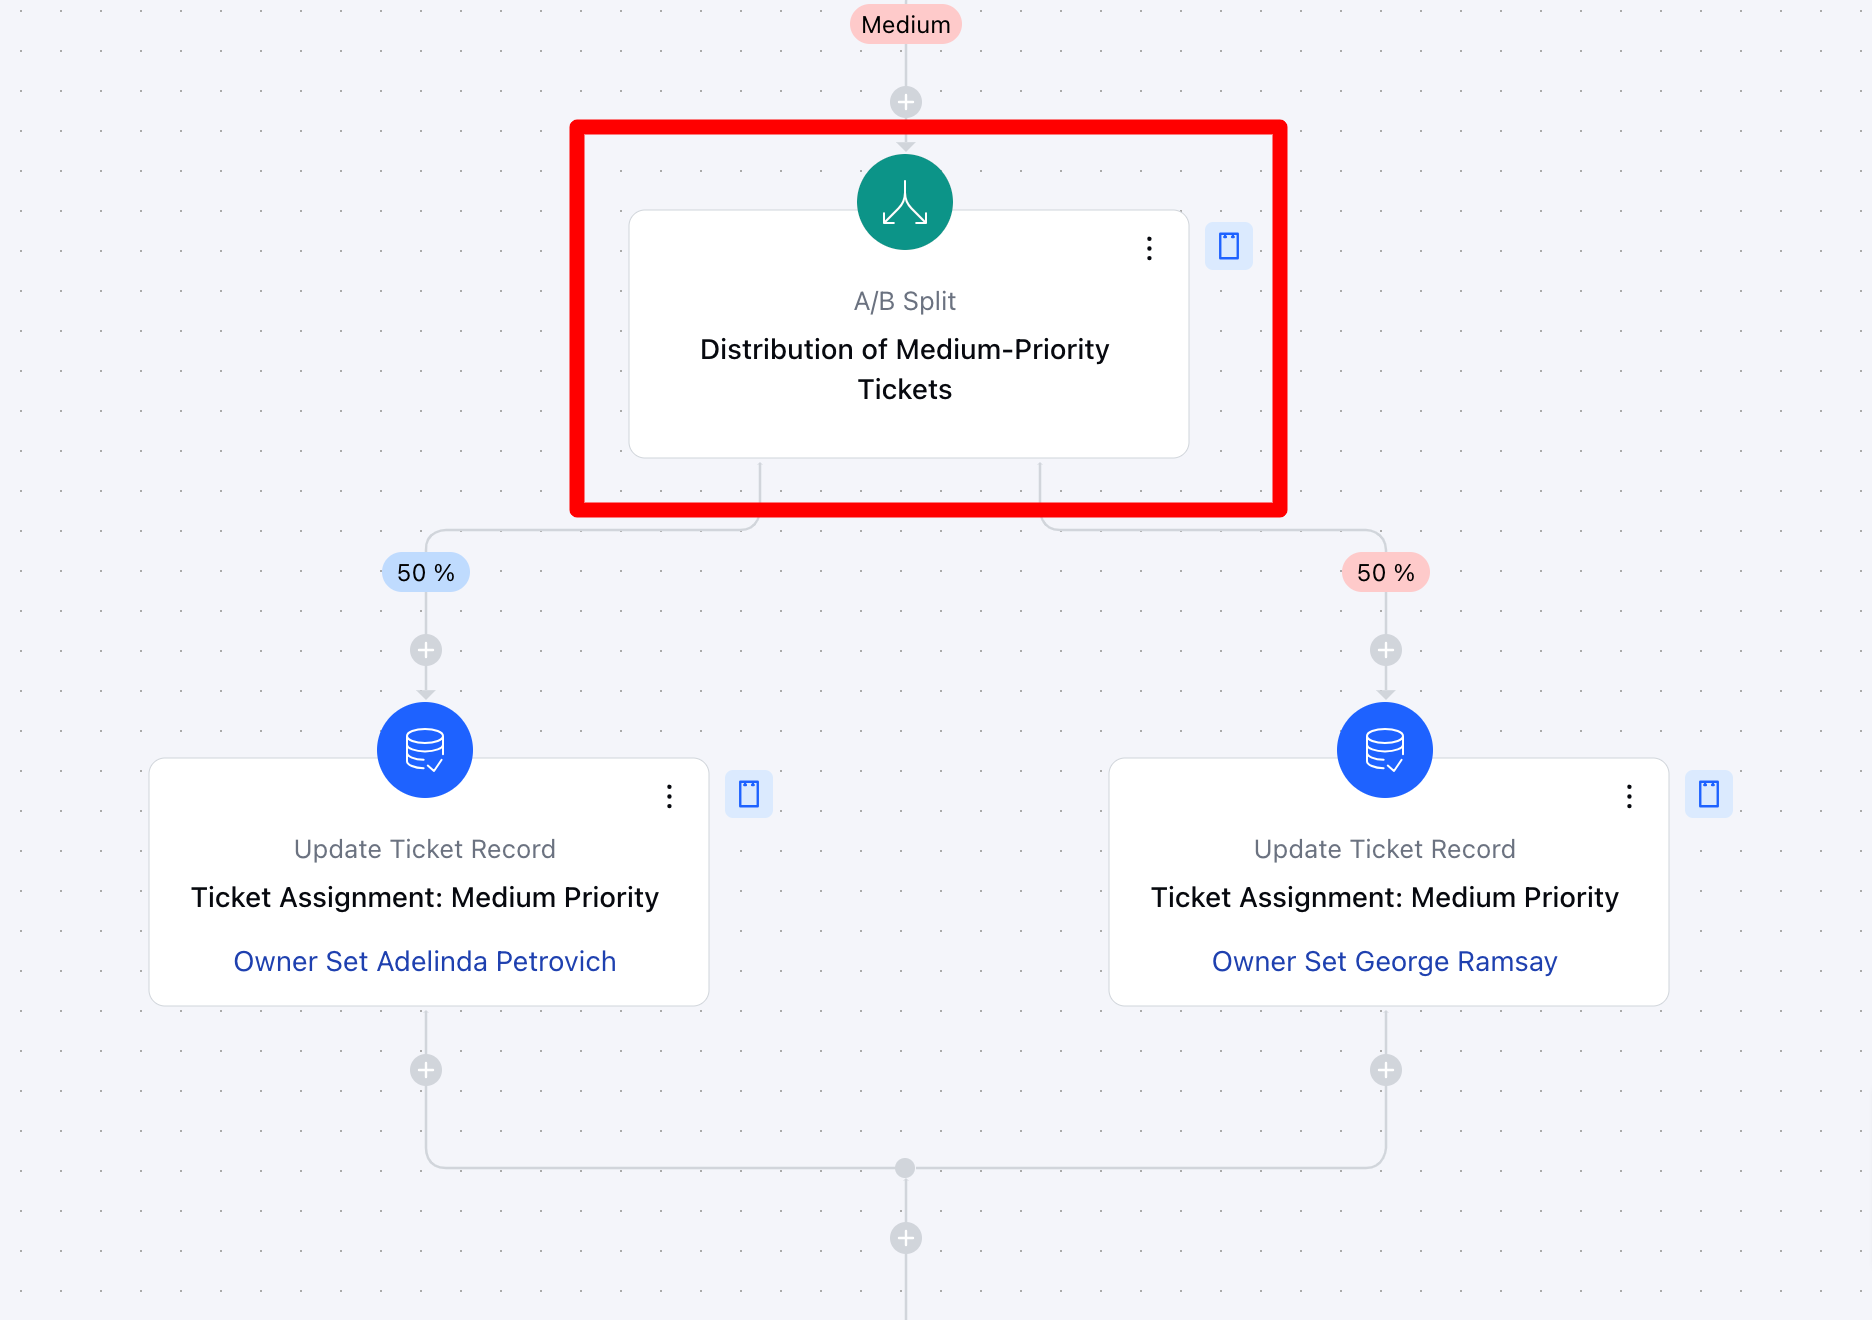 Medium
A/B Split
Distribution of Medium-Priority
Tickets
50 %
50 %
Update Ticket Record
Ticket Assignment: Medium Priority
Owner Set Adelinda Petrovich
Update Ticket Record
Ticket Assignment: Medium Priority
Owner Set George Ramsay